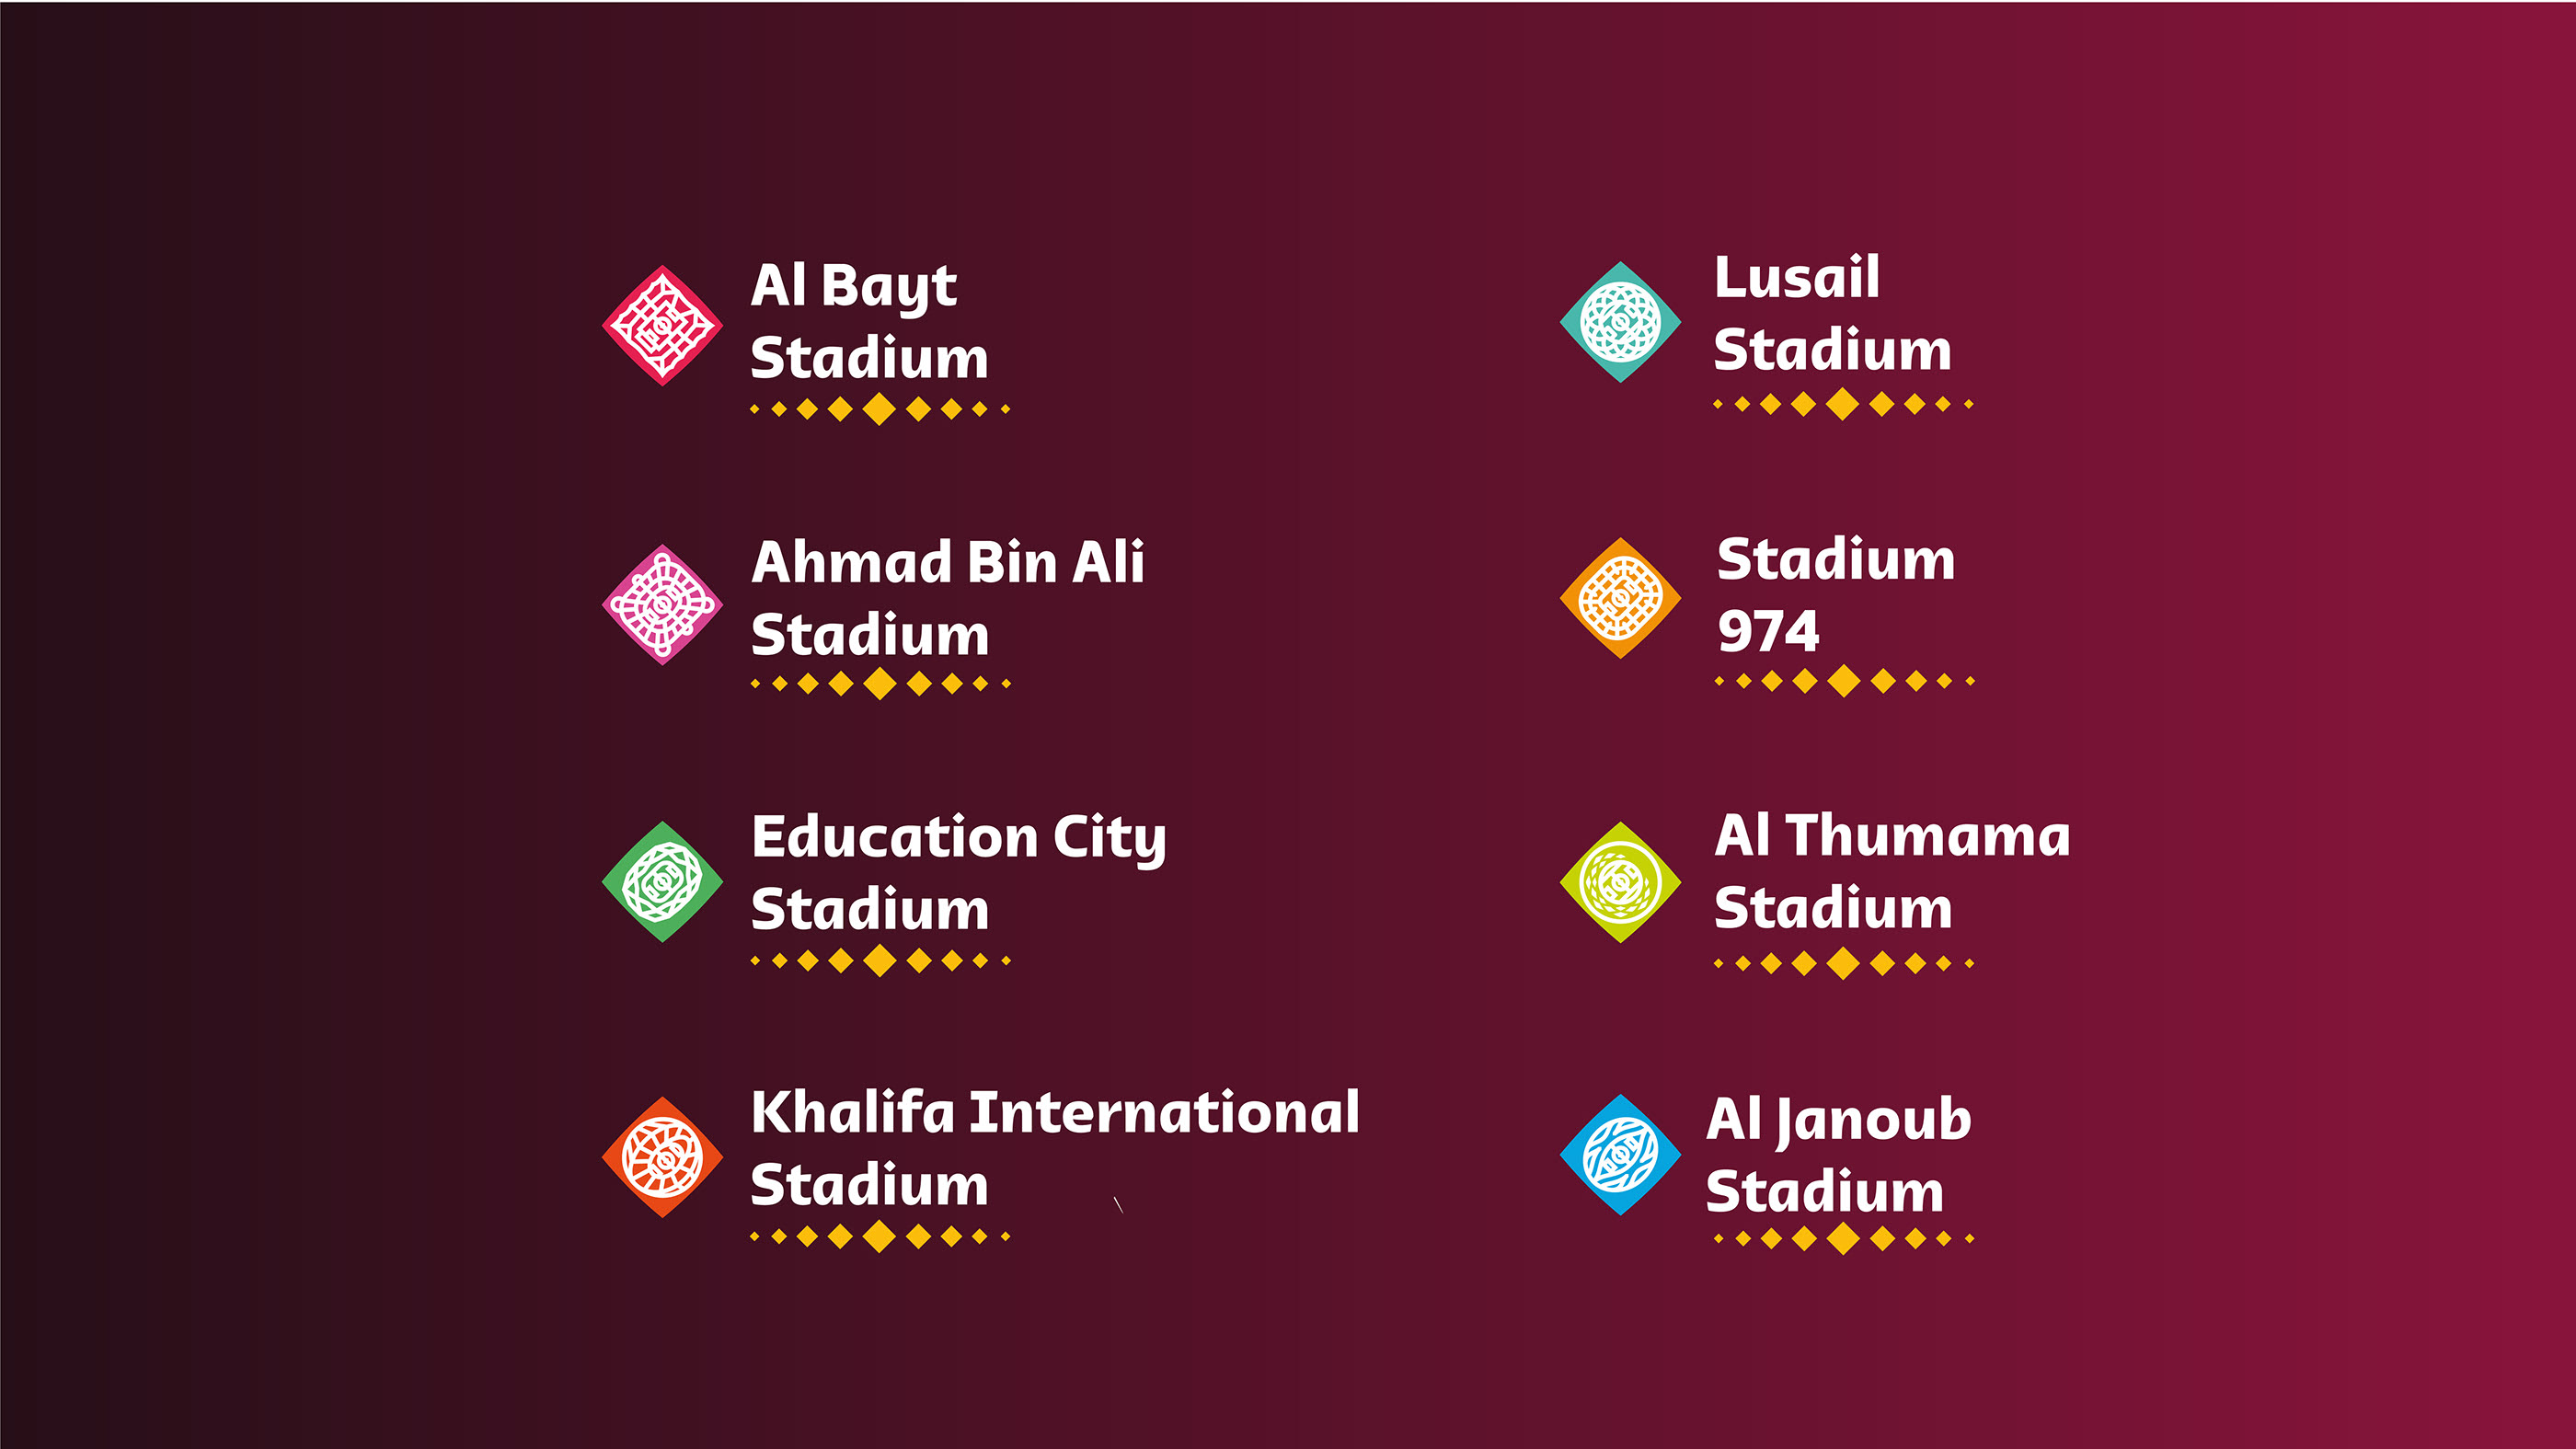 Al Bayt
Stadium
Lusail
Stadium
Ahmad Bin Ali
Stadium
Stadium
974
Education City
Stadium
Al Thumama
Stadium
Khalifa International
Stadium
Al Janoub
Stadium